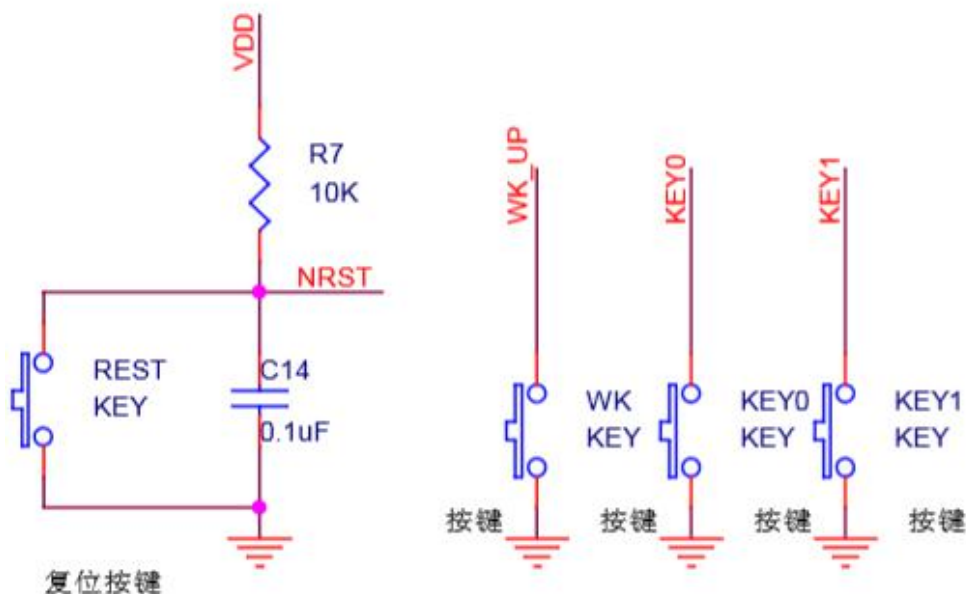 VDD
R7
10K
NRST
REST
KEY
C14
0.1uF
复位按键
WK_UP
KEY0
KEY1
WK
KEY
KEY0
KEY
KEY1
KEY
按键
按键
按键
按键